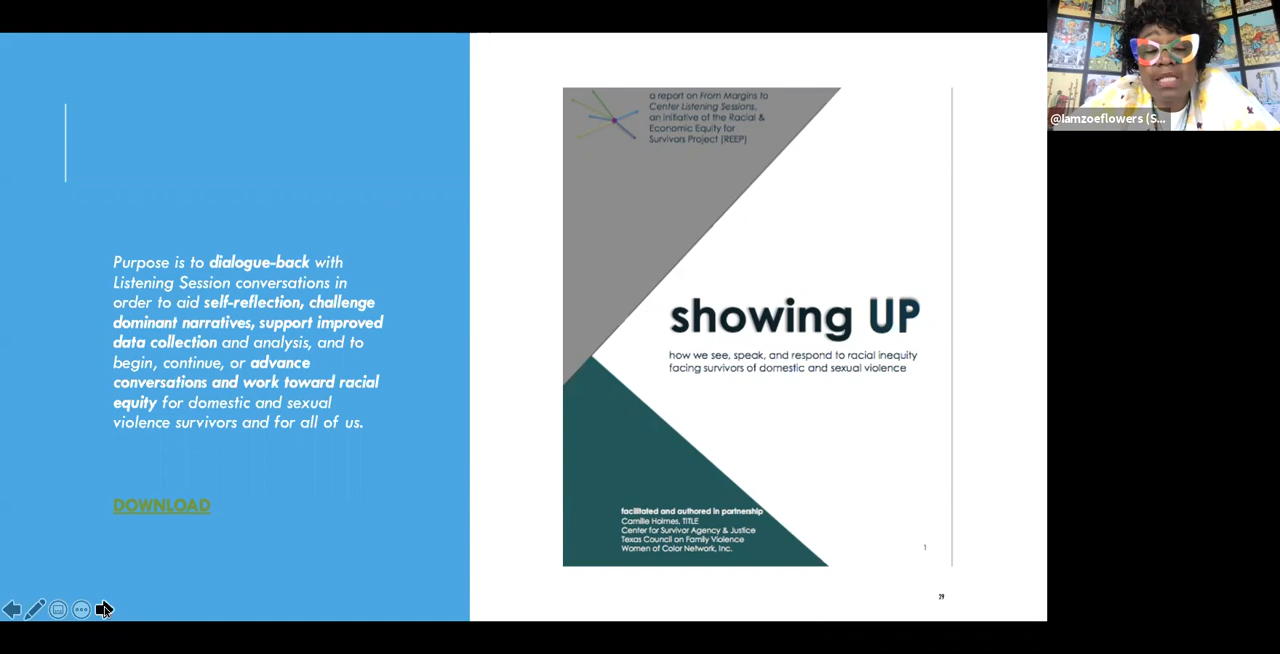 Purpose is to dialogue-back with
Listening Session conversations in
order to aid self-reflection, challenge
dominant narratives, support improved
data collection and analysis, and to
begin, continue, or advance
conversations and work toward racial
equity for domestic and sexual
violence survivors and for all of us.
DOWNLOAD
a report on From Margins to
Center Listening Sessions,
an initiative of the Racial &
Economic Equity for
Survivors Project (REEP)
showing UP
how we see, speak, and respond to racial inequity
facing survivors of domestic and sexual violence
facilitated and authored in partnership
Camille Holmes, TITLE
Center for Survivor Agency & Justice
Texas Council on Family Violence
Women of Color Network, Inc.
1
29
@Iamzoeflowers (S...